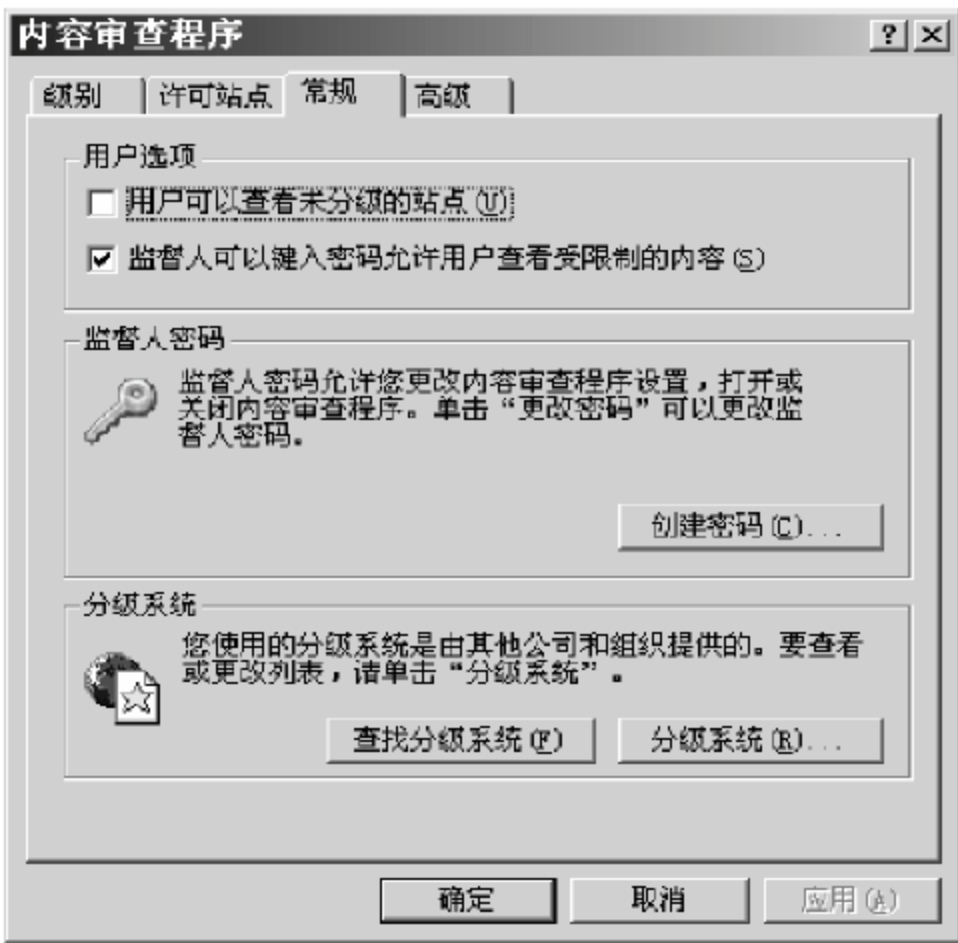 内容审查程序
级别 许可站点 常规 高级
用户选项
用户可以查看未分级的站点(U)
监督人可以键入密码允许用户查看受限制的内容(S)
监督人密码
监督人密码允许您更改内容审查程序设置，打开或
关闭内容审查程序。单击“更改密码”可以更改监
督人密码。
创建密码(C)...
分级系统
您使用的分级系统是由其他公司和组织提供的。要查看
或更改列表，请单击“分级系统”。
查找分级系统(F) 分级系统(R)...
确定 取消 应用(A)